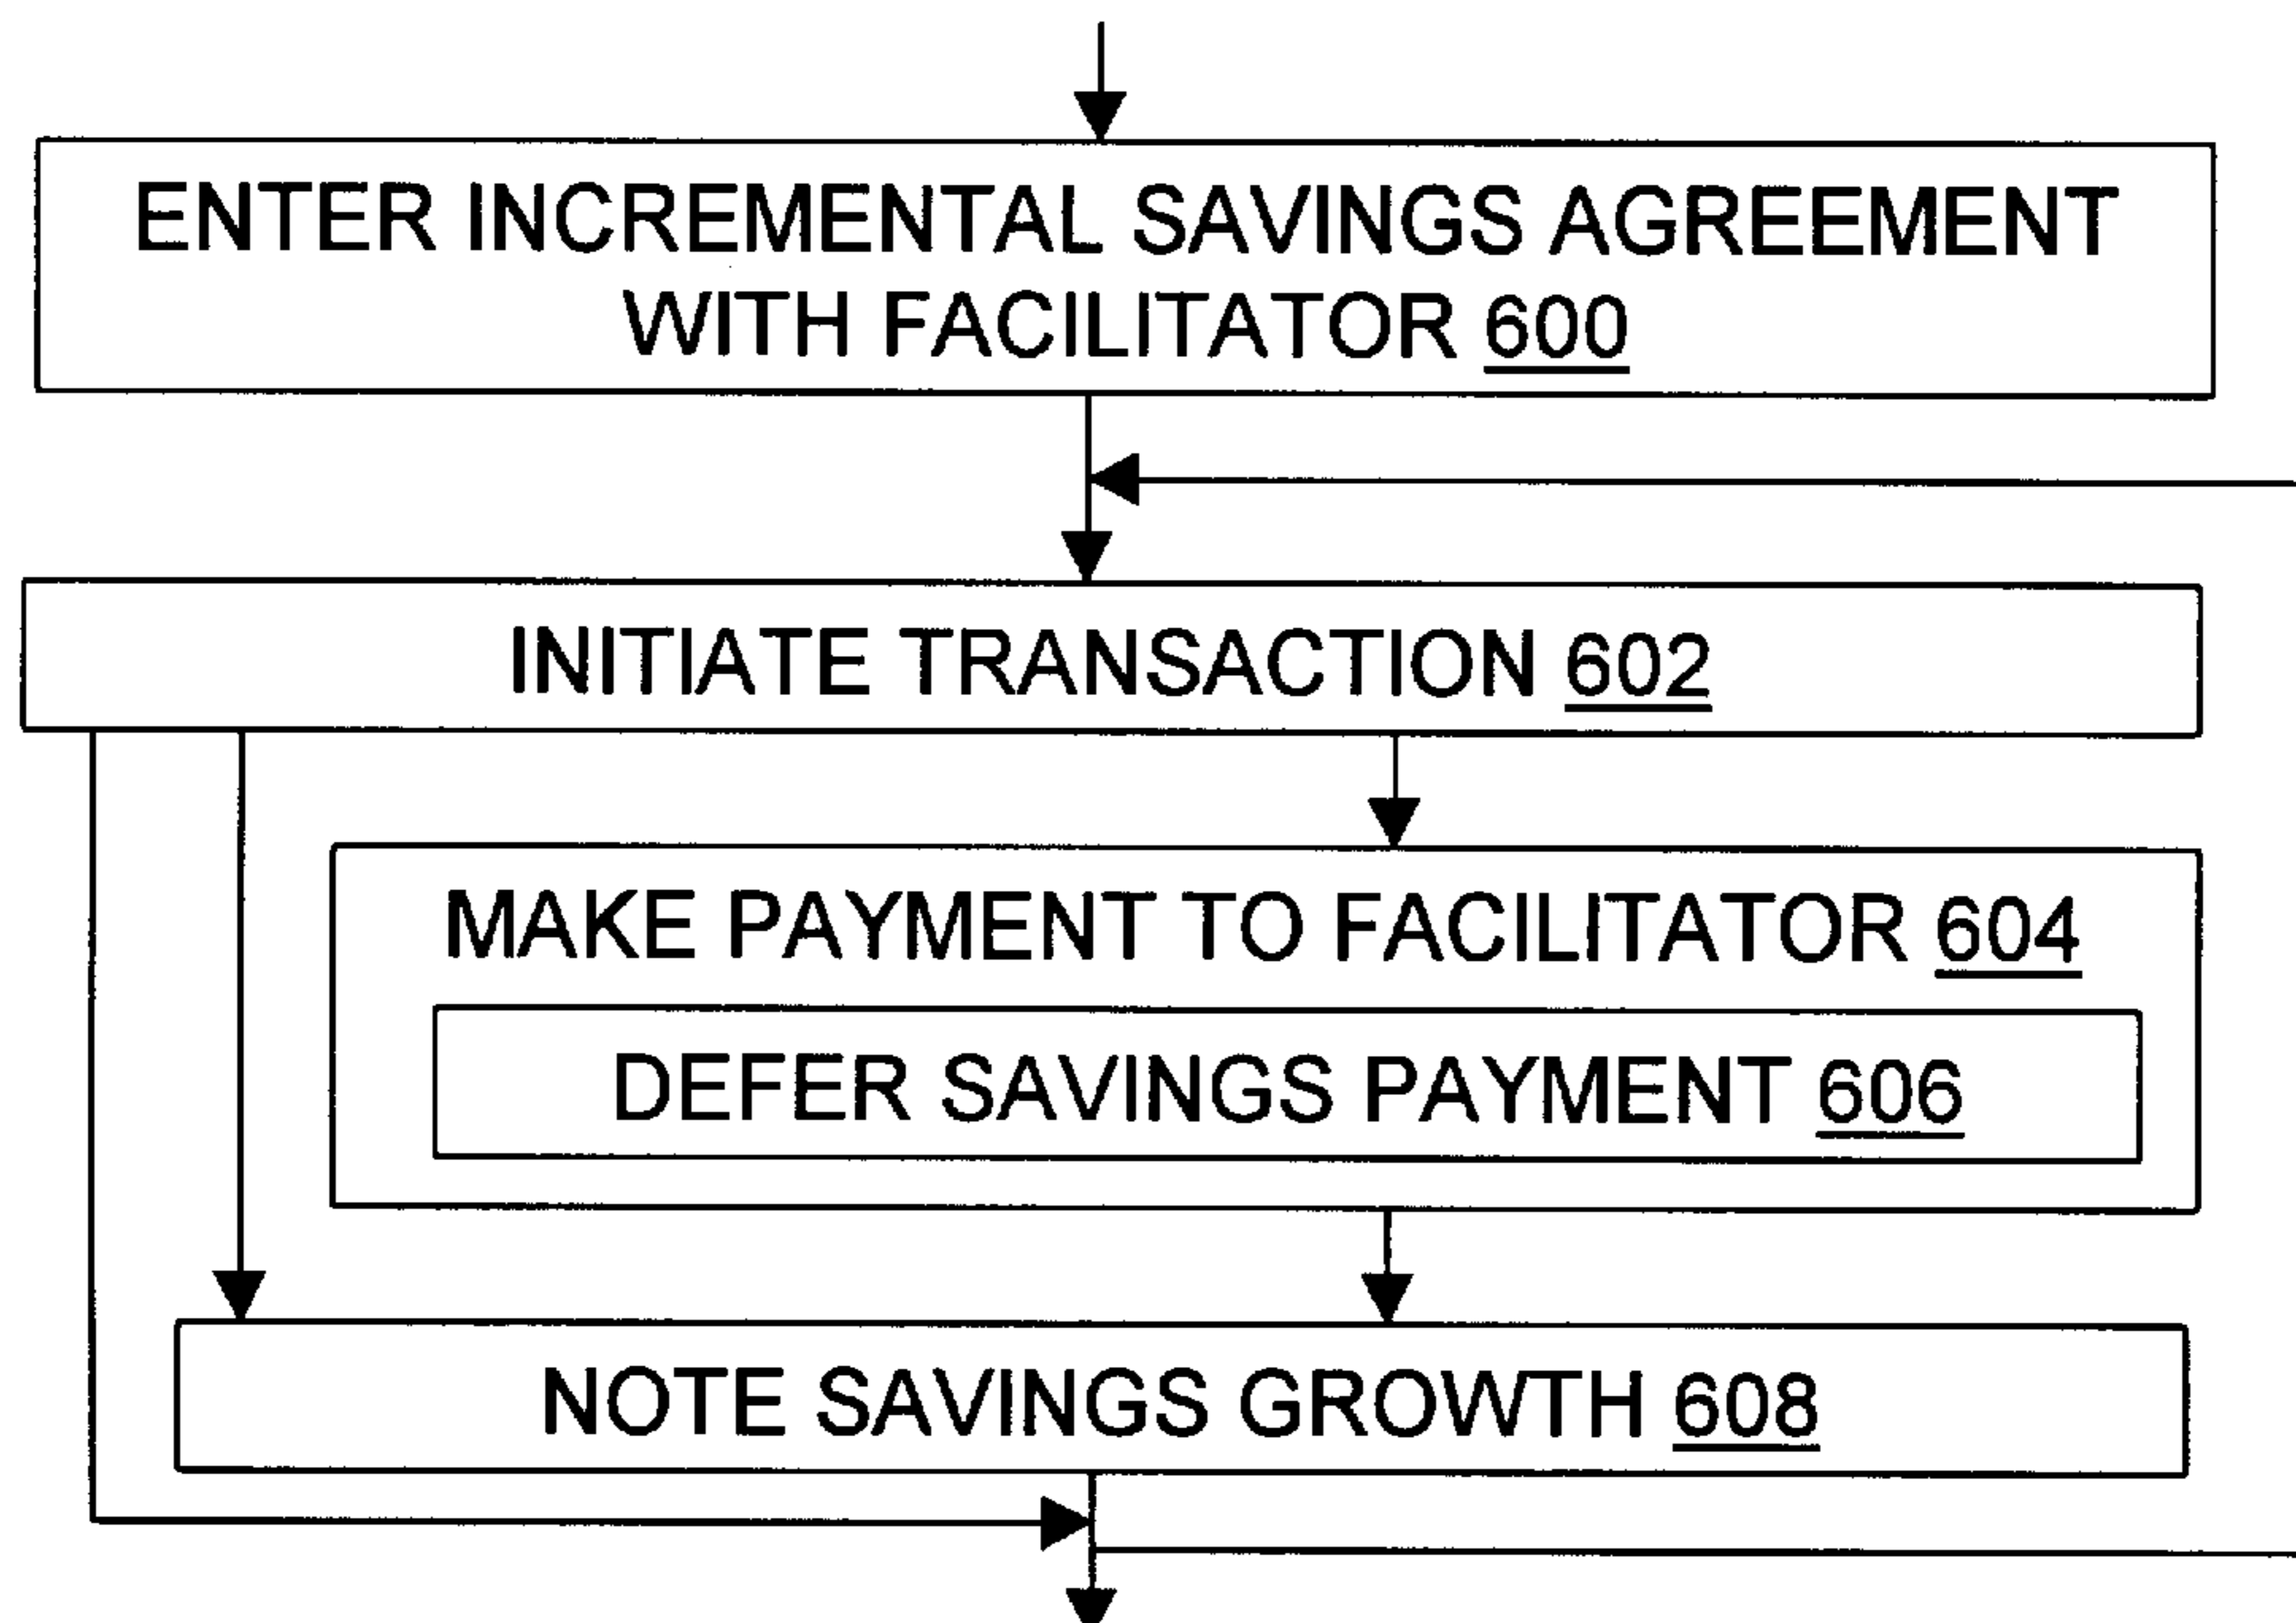 ENTER INCREMENTAL SAVINGS AGREEMENT
WITH FACILITATOR 600
INITIATE TRANSACTION 602
MAKE PAYMENT TO FACILITATOR 604
DEFER SAVINGS PAYMENT 606
NOTE SAVINGS GROWTH 608